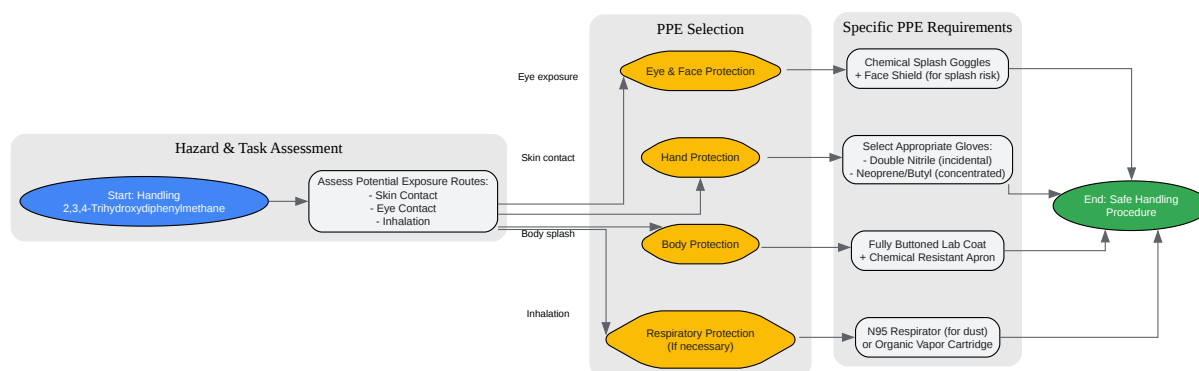 PPE Selection
Specific PPE Requirements
Eye exposure
Eye & Face Protection
Chemical Splash Goggles
+ Face Shield (for splash risk)
Hazard & Task Assessment
Start: Handling
2,3,4-Trihydroxydiphenylmethane
Assess Potential Exposure Routes:
- Skin Contact
- Eye Contact
- Inhalation
Skin contact
Hand Protection
Select Appropriate Gloves:
- Double Nitrile (incidental)
- Neoprene/Butyl (concentrated)
End: Safe Handling
Procedure
Body splash
Body Protection
Fully Buttoned Lab Coat
+ Chemical Resistant Apron
Inhalation
Respiratory Protection
(If necessary)
N95 Respirator (for dust)
or Organic Vapor Cartridge